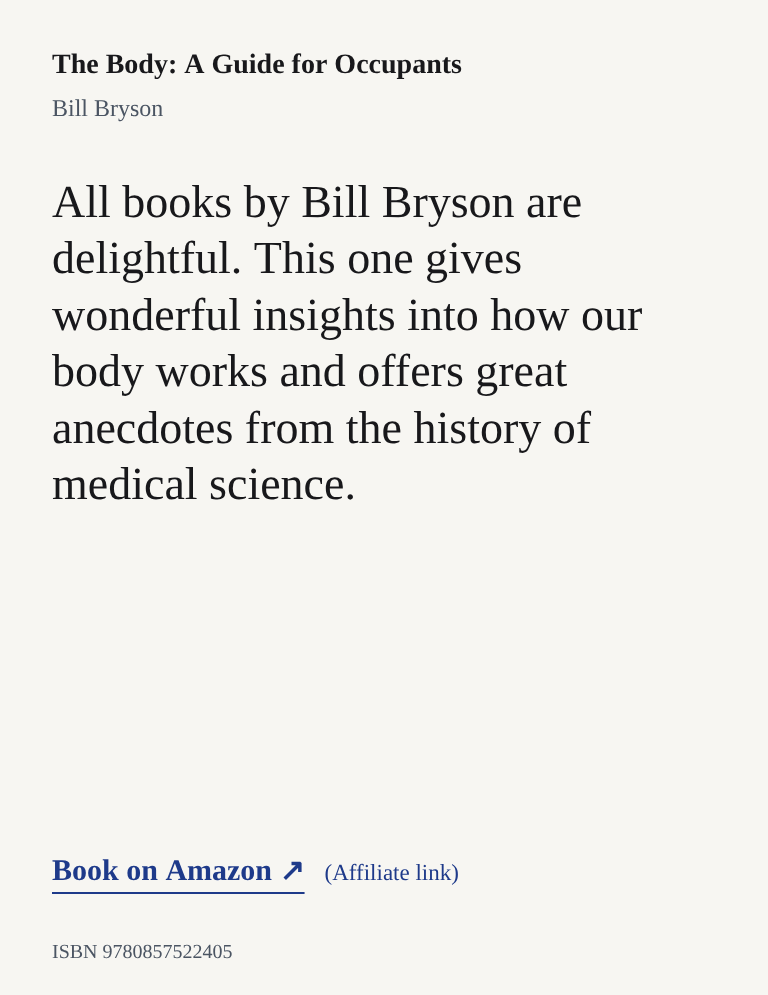 The Body: A Guide for Occupants
Bill Bryson
All books by Bill Bryson are
delightful. This one gives
wonderful insights into how our
body works and offers great
anecdotes from the history of
medical science.
Book on Amazon ↗ (Affiliate link)
ISBN 9780857522405